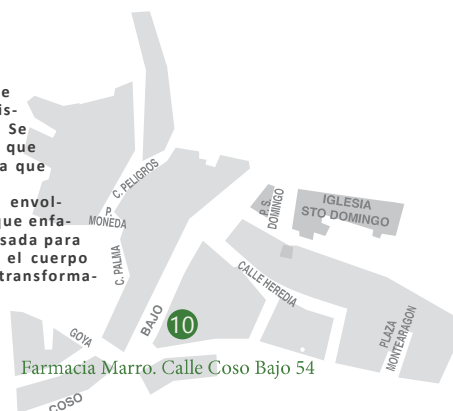 e
is-
Se
que
a que
envol-
que enfa-
sada para
el cuerpo
transforma-
C. PELIGROS
P.
MONEDA
C. PALMA
P. S.
DOMINGO
IGLESIA
STO DOMINGO
CALLE HEREDIA
BAJO
10
GOYA
PLAZA
MONTEARAGON
Farmacia Marro. Calle Coso Bajo 54
COSO